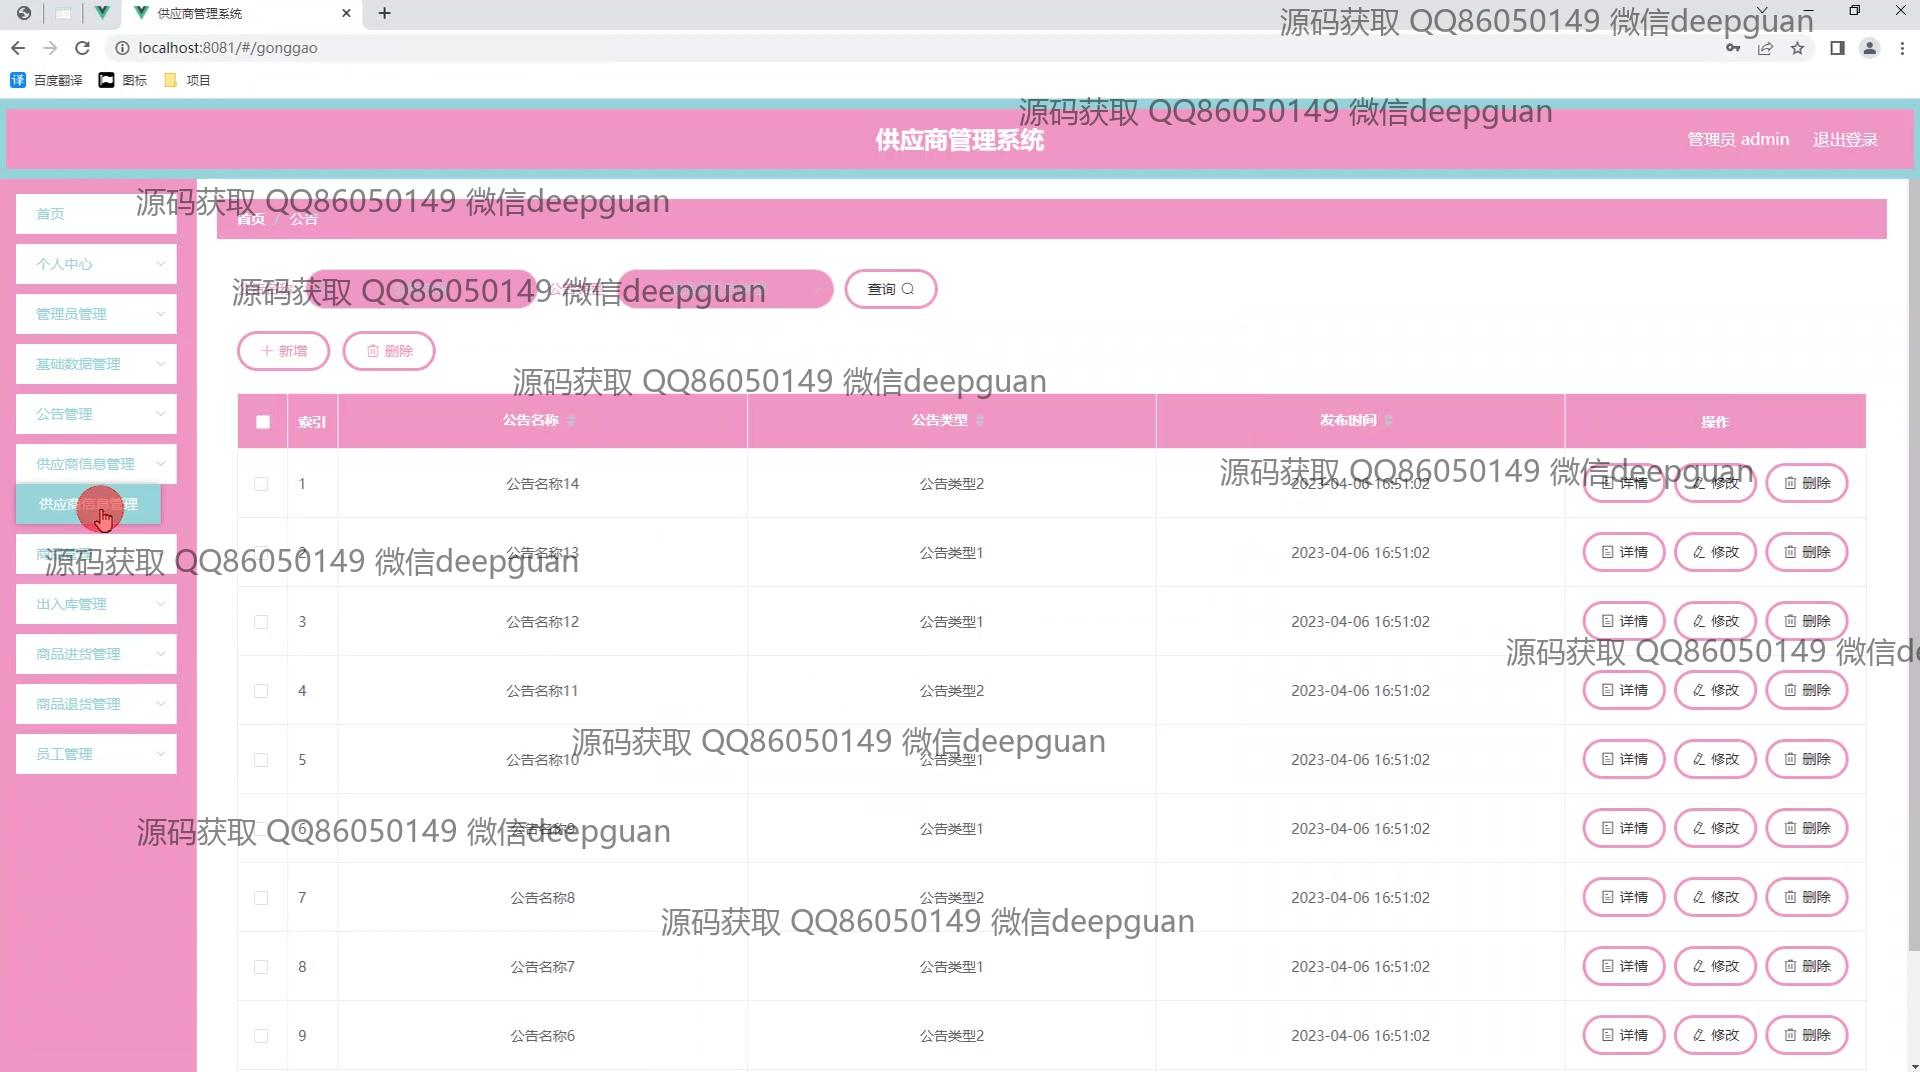 供应商管理系统
源码获取 QQ86050149 微信deepguan
localhost:8081/#/gonggao
百度翻译 图标 项目
源码获取 QQ86050149 微信deepguan
供应商管理系统
管理员 admin 退出登录
源码获取 QQ86050149 微信deepguan
首页
首页 / 公告
个人中心
源码获取 QQ86050149 微信deepguan
查询
管理员管理
新增 删除
基础数据管理
源码获取 QQ86050149 微信deepguan
公告管理
索引 公告名称 公告类型 发布时间 操作
供应商信息管理
源码获取 QQ86050149 微信deepguan
1 公告名称14 公告类型2 2023-04-06 16:51:02 详情 修改 删除
供应商信息管理
2 公告名称13 公告类型1 2023-04-06 16:51:02 详情 修改 删除
源码获取 QQ86050149 微信deepguan
出入库管理
3 公告名称12 公告类型1 2023-04-06 16:51:02 详情 修改 删除
商品进货管理
源码获取 QQ86050149 微信de
4 公告名称11 公告类型2 2023-04-06 16:51:02 详情 修改 删除
商品退货管理
源码获取 QQ86050149 微信deepguan
员工管理
5 公告名称10 公告类型1 2023-04-06 16:51:02 详情 修改 删除
6 公告名称9 公告类型1 2023-04-06 16:51:02 详情 修改 删除
源码获取 QQ86050149 微信deepguan
7 公告名称8 公告类型2 2023-04-06 16:51:02 详情 修改 删除
源码获取 QQ86050149 微信deepguan
8 公告名称7 公告类型1 2023-04-06 16:51:02 详情 修改 删除
9 公告名称6 公告类型2 2023-04-06 16:51:02 详情 修改 删除